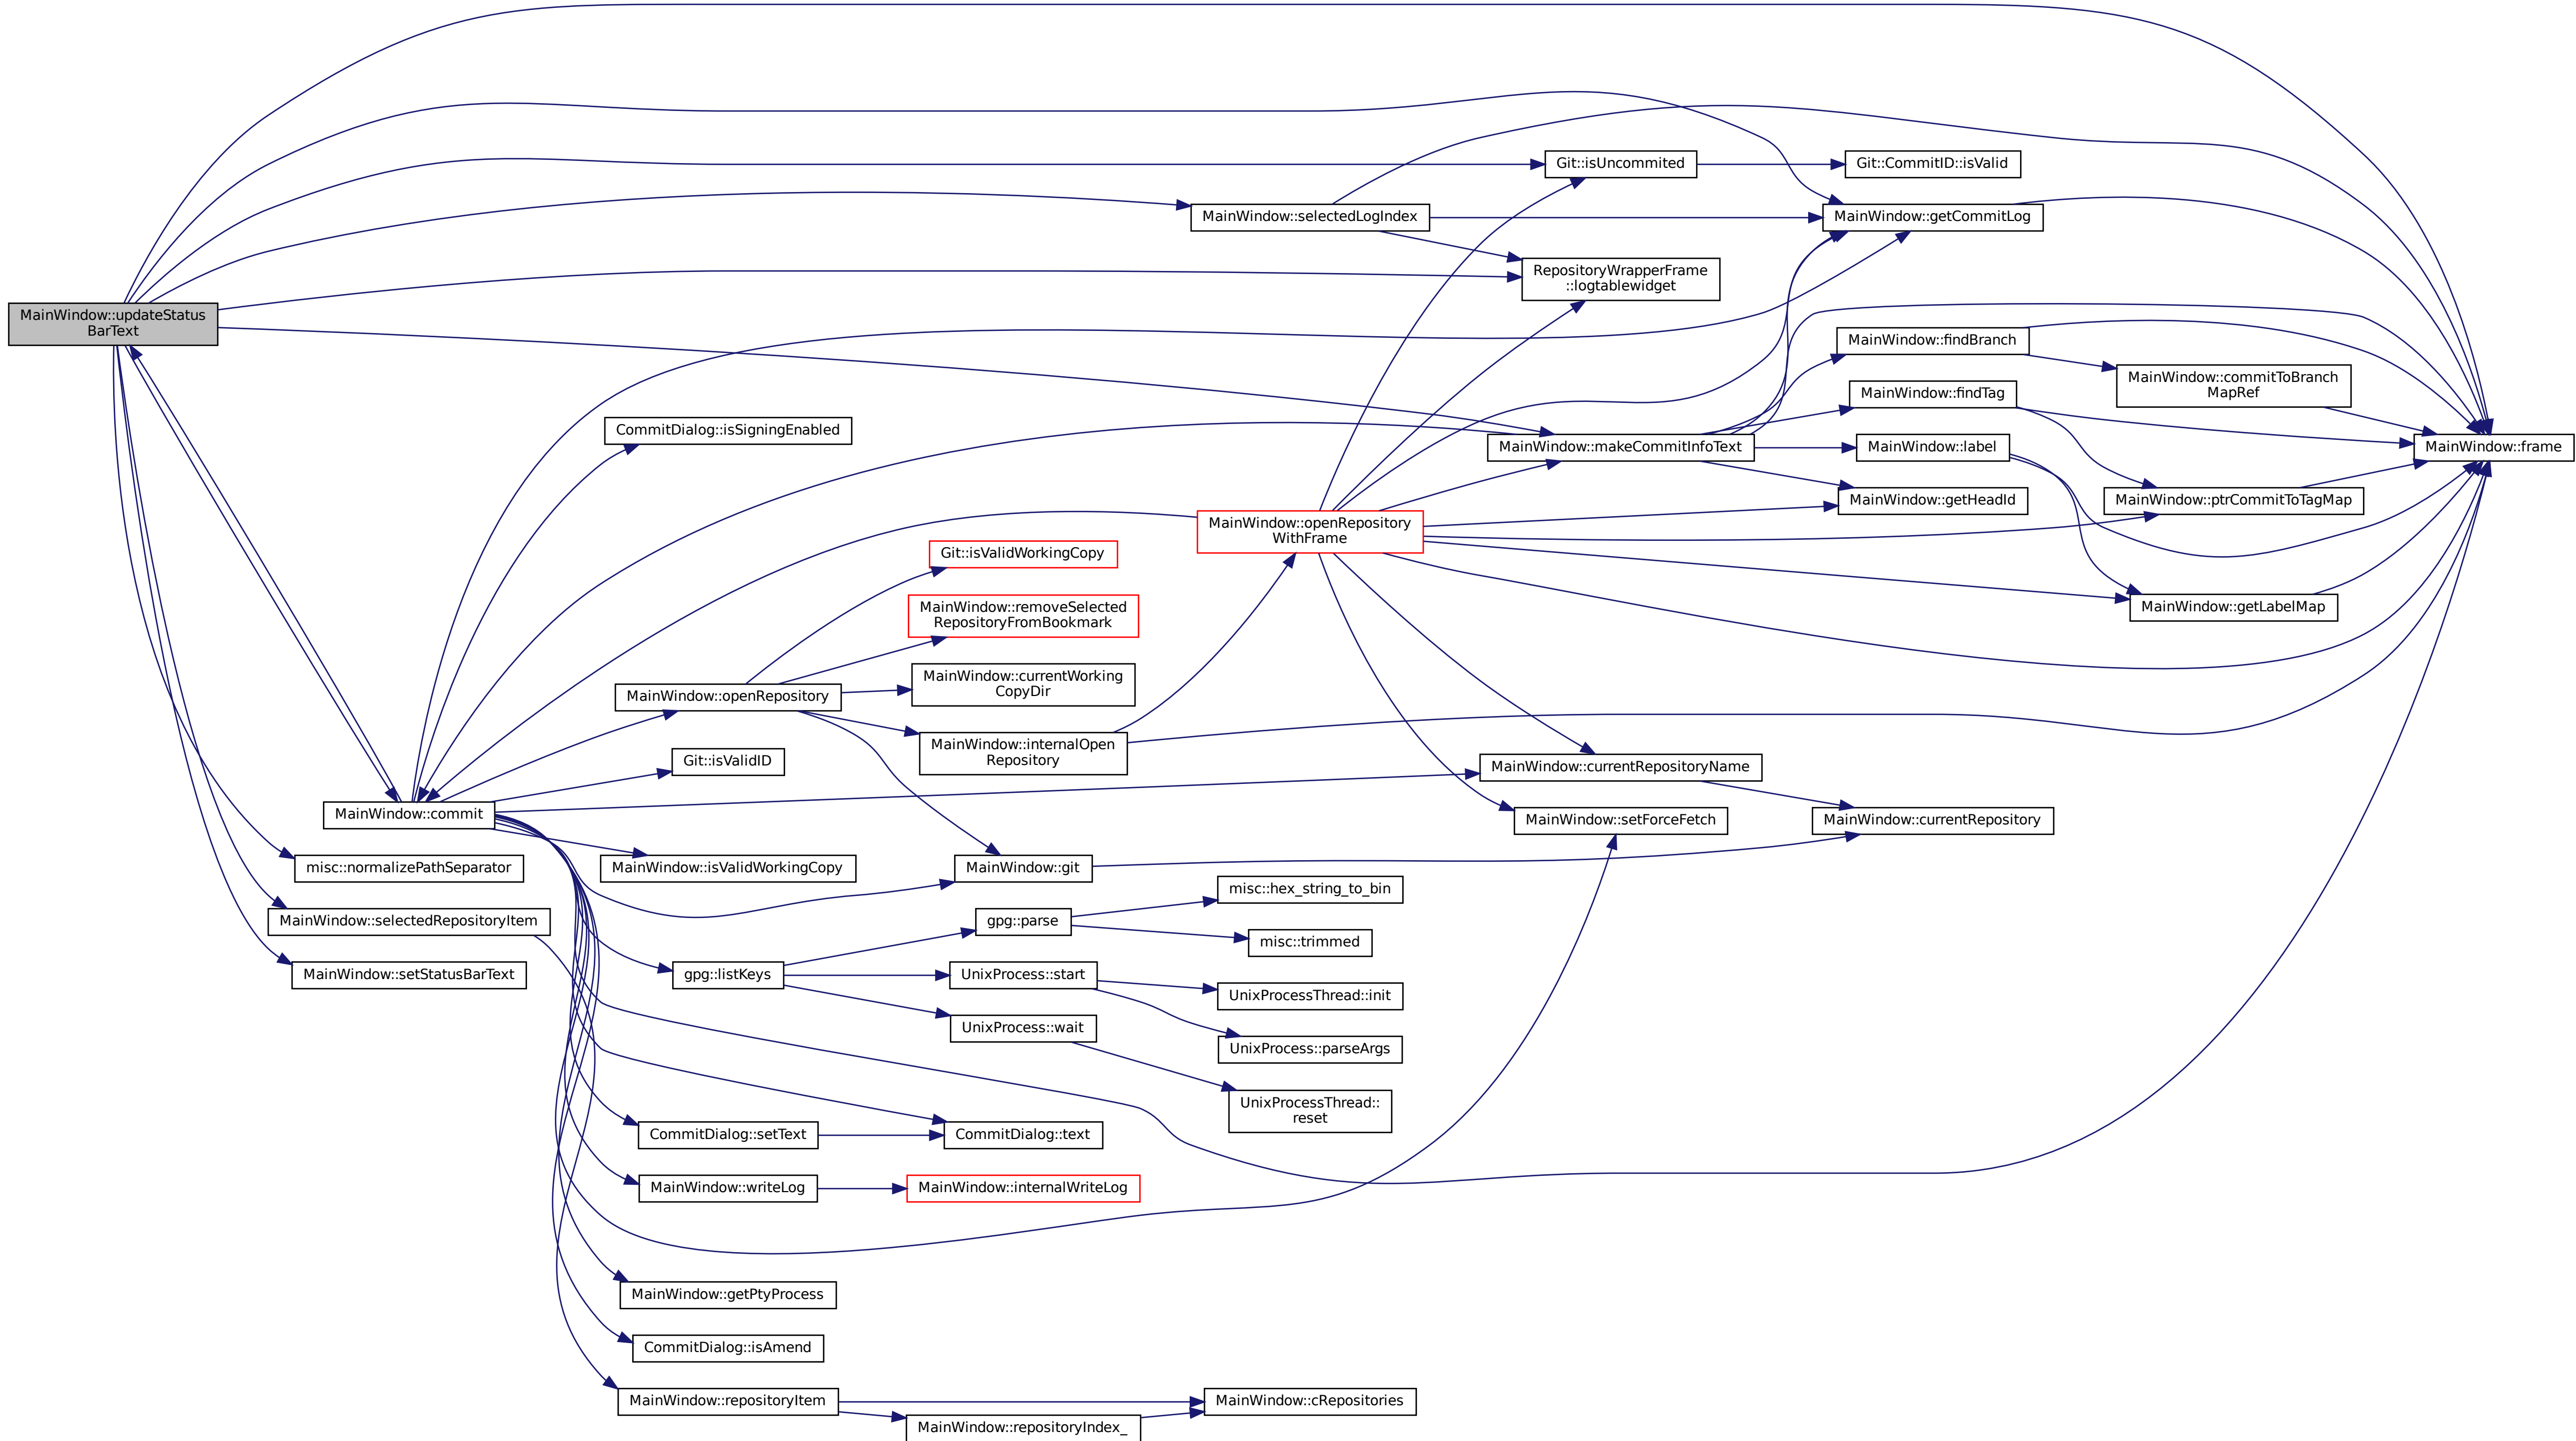 MainWindow::updateStatus
BarText
MainWindow::commit
misc::normalizePathSeparator
MainWindow::selectedRepositoryItem
MainWindow::setStatusBarText
CommitDialog::isSigningEnabled
MainWindow::openRepository
Git::isValidID
MainWindow::isValidWorkingCopy
gpg::listKeys
CommitDialog::setText
MainWindow::writeLog
MainWindow::getPtyProcess
CommitDialog::isAmend
MainWindow::repositoryItem
Git::isValidWorkingCopy
MainWindow::removeSelected
RepositoryFromBookmark
MainWindow::currentWorking
CopyDir
MainWindow::internalOpen
Repository
MainWindow::git
gpg::parse
UnixProcess::start
UnixProcess::wait
CommitDialog::text
MainWindow::internalWriteLog
MainWindow::repositoryIndex_
MainWindow::selectedLogIndex
MainWindow::openRepository
WithFrame
misc::hex_string_to_bin
misc::trimmed
UnixProcessThread::init
UnixProcess::parseArgs
UnixProcessThread::
reset
MainWindow::cRepositories
Git::isUncommited
RepositoryWrapperFrame
::logtablewidget
MainWindow::makeCommitInfoText
MainWindow::currentRepositoryName
MainWindow::setForceFetch
Git::CommitID::isValid
MainWindow::getCommitLog
MainWindow::findBranch
MainWindow::findTag
MainWindow::label
MainWindow::getHeadId
MainWindow::currentRepository
MainWindow::commitToBranch
MapRef
MainWindow::ptrCommitToTagMap
MainWindow::getLabelMap
MainWindow::frame